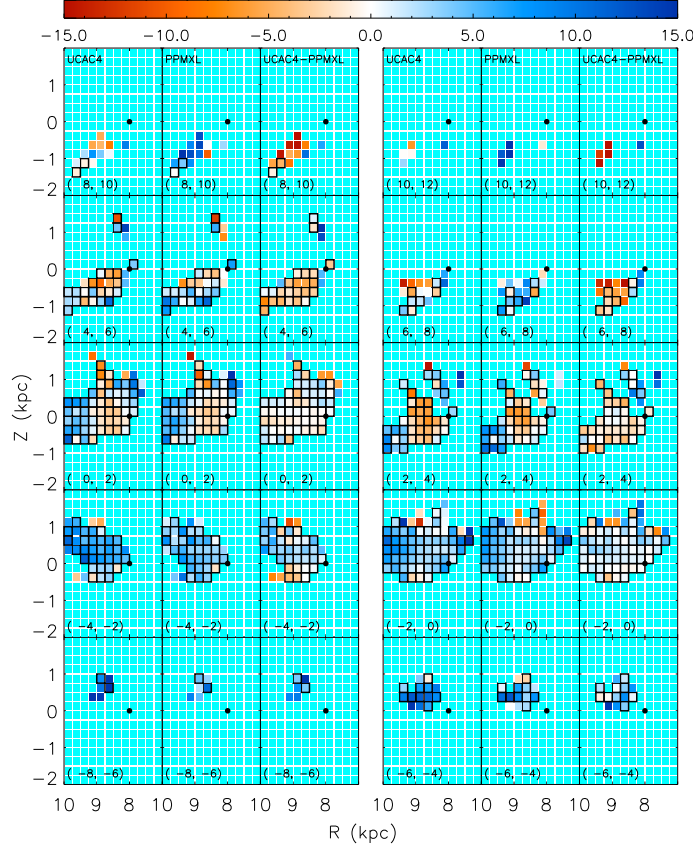 −15.0 −10.0 −5.0 0.0 5.0 10.0 15.0
UCAC4 PPMXL UCAC4−PPMXL UCAC4 PPMXL UCAC4−PPMXL
1
0
−1
−2
( 8, 10) ( 8, 10) ( 8, 10) ( 10, 12) ( 10, 12) ( 10, 12)
1
0
−1
−2
( 4, 6) ( 4, 6) ( 4, 6) ( 6, 8) ( 6, 8) ( 6, 8)
1
0
−1
−2
( 0, 2) ( 0, 2) ( 0, 2) ( 2, 4) ( 2, 4) ( 2, 4)
Z (kpc)
1
0
−1
−2
( −4, −2) ( −4, −2) ( −4, −2) ( −2, 0) ( −2, 0) ( −2, 0)
1
0
−1
−2
( −8, −6) ( −8, −6) ( −8, −6) ( −6, −4) ( −6, −4) ( −6, −4)
10 9 8 10 9 8 10 9 8 10 9 8 10 9 8 10 9 8
R (kpc)